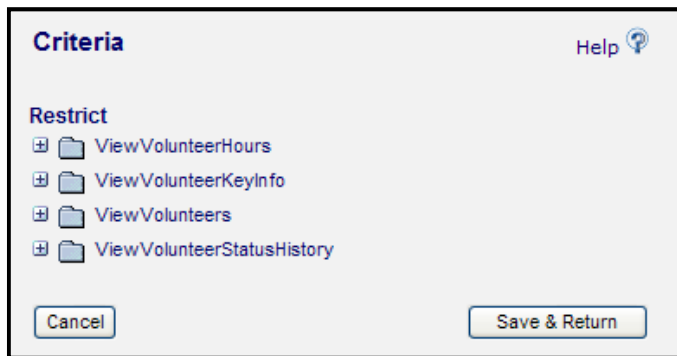 Criteria
Help
Restrict
ViewVolunteerHours
ViewVolunteerKeyInfo
ViewVolunteers
ViewVolunteerStatusHistory
Cancel
Save & Return